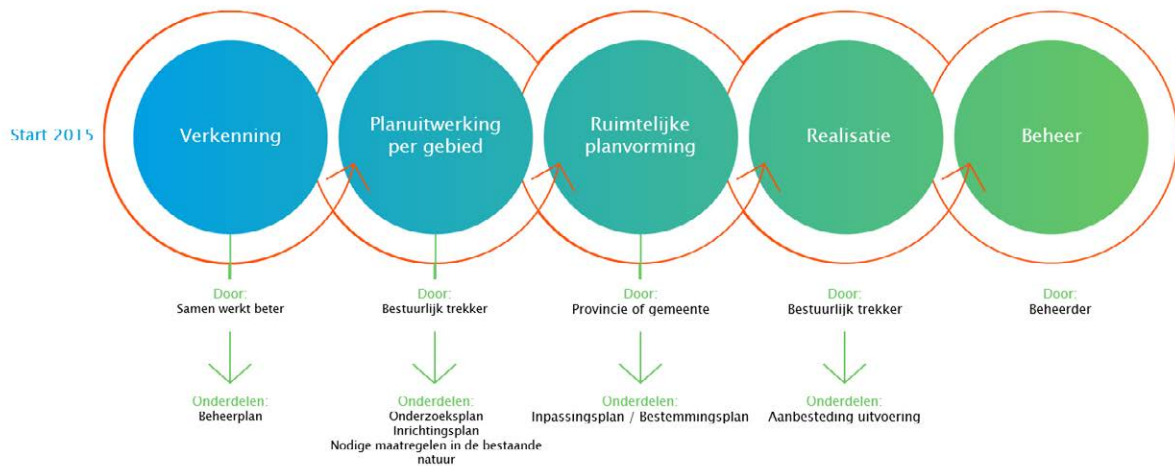 Start 2015
Verkenning
Planuitwerking
per gebied
Ruimtelijke
planvorming
Realisatie
Beheer
Door:
Samen werkt beter
Door:
Bestuurlijk trekker
Door:
Provincie of gemeente
Door:
Bestuurlijk trekker
Door:
Beheerder
Onderdelen:
Beheerplan
Onderdelen:
Onderzoeksplan
Inrichtingsplan
Nodige maatregelen in de bestaande
natuur
Onderdelen:
Inpassingsplan / Bestemmingsplan
Onderdelen:
Aanbesteding uitvoering